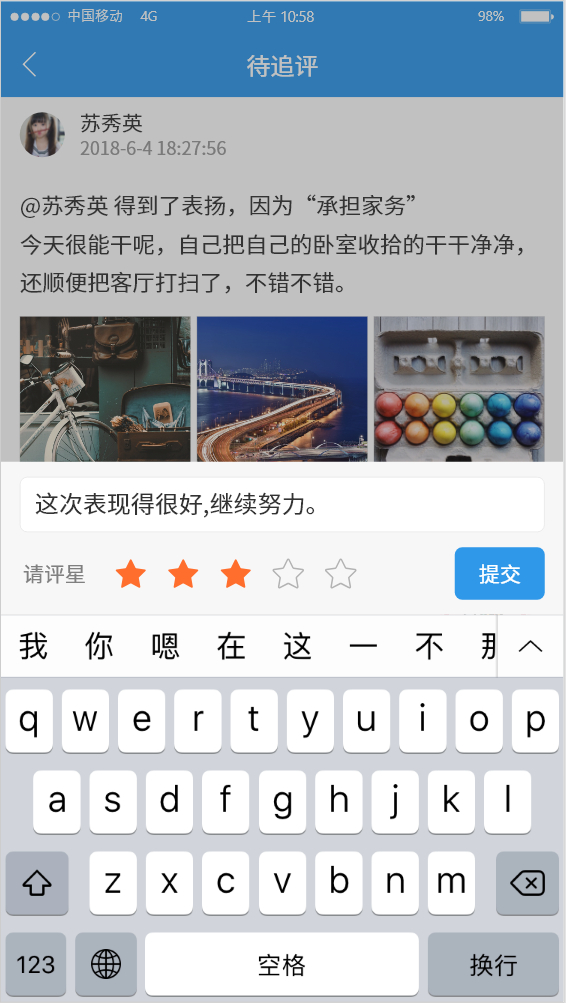 中国移动 4G 上午 10:58 98%
待追评
苏秀英
2018-6-4 18:27:56
@苏秀英 得到了表扬，因为“承担家务”
今天很能干呢，自己把自己的卧室收拾的干干净净，
还顺便把客厅打扫了，不错不错。
这次表现得很好,继续努力。
请评星 提交
我 你 嗯 在 这 一 不
q w e r t y u i o p
a s d f g h j k l
z x c v b n m
123 空格 换行